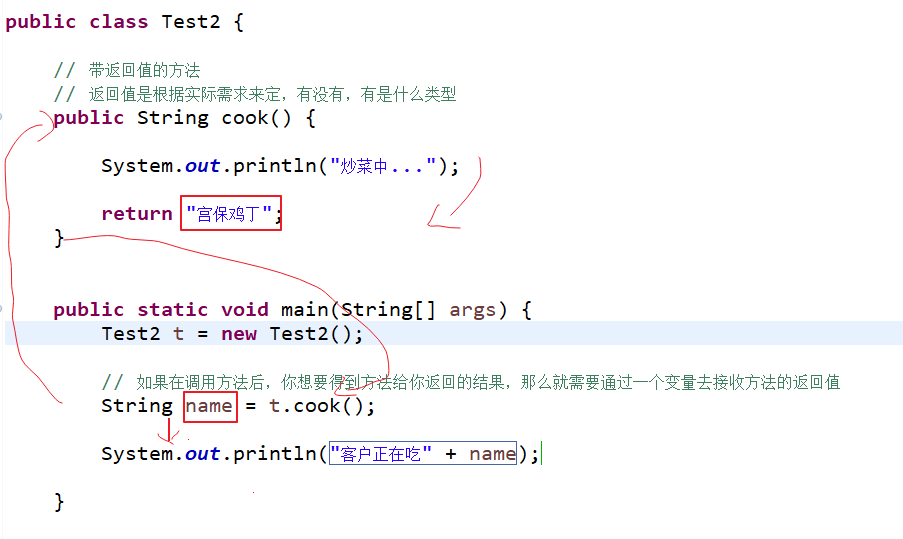 public class Test2 {
// 带返回值的方法
// 返回值是根据实际需求来定，有没有，有是什么类型
public String cook() {
System.out.println("炒菜中...");
return "宫保鸡丁";
}
public static void main(String[] args) {
Test2 t = new Test2();
// 如果在调用方法后，你想要得到方法给你返回的结果，那么就需要通过一个变量去接收方法的返回值
String name = t.cook();
System.out.println("客户正在吃" + name);
}